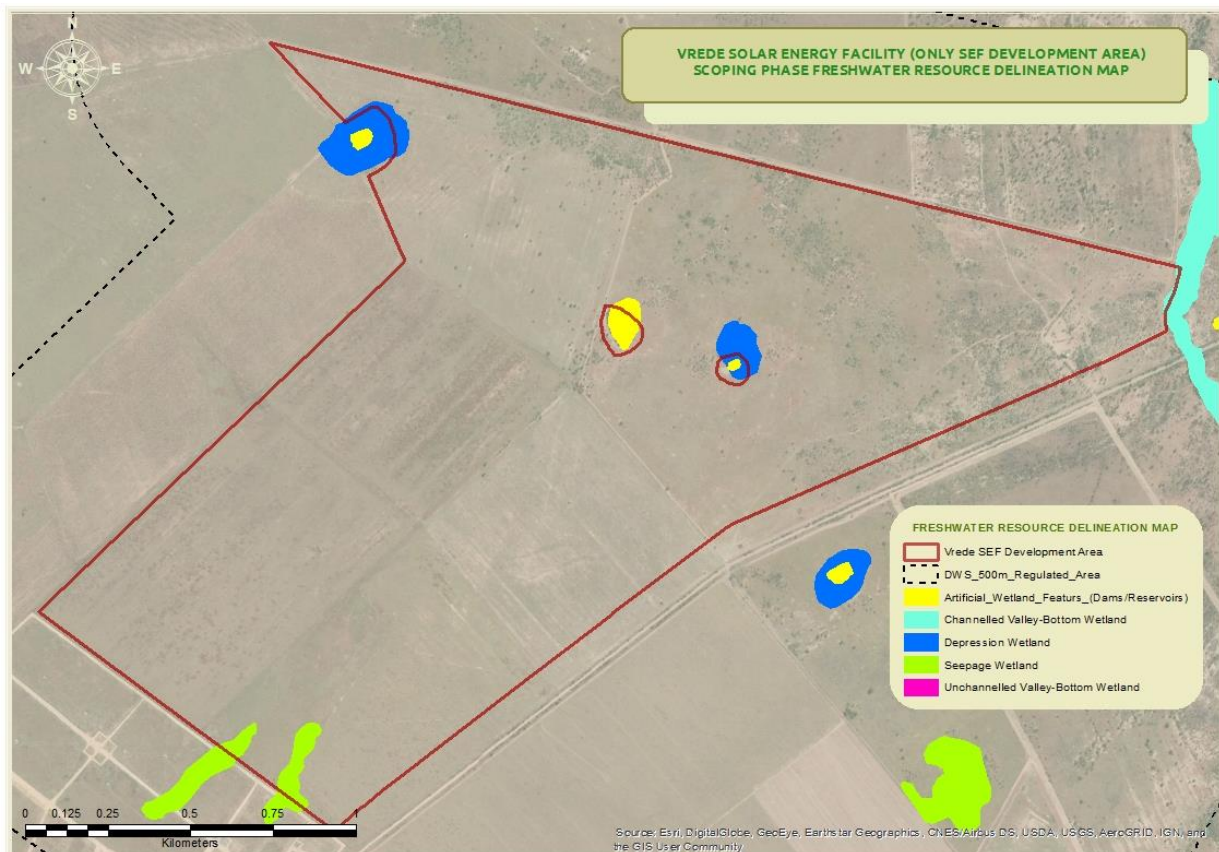 N
W E
S
VREDE SOLAR ENERGY FACILITY (ONLY SEF DEVELOPMENT AREA)
SCOPING PHASE FRESHWATER RESOURCE DELINEATION MAP
FRESHWATER RESOURCE DELINEATION MAP
Vrede SEF Development Area
DWS_500m_Regulated_Area
Artificial_Wetland_Featurs_(Dams/Reservoirs)
Channelled Valley-Bottom Wetland
Depression Wetland
Seepage Wetland
Unchannelled Valley-Bottom Wetland
0 0.125 0.25 0.5 0.75 1
Kilometers
Source: Esri, DigitalGlobe, GeoEye, Earthstar Geographics, CNES/Airbus DS, USDA, USGS, AeroGRID, IGN, and
the GIS User Community